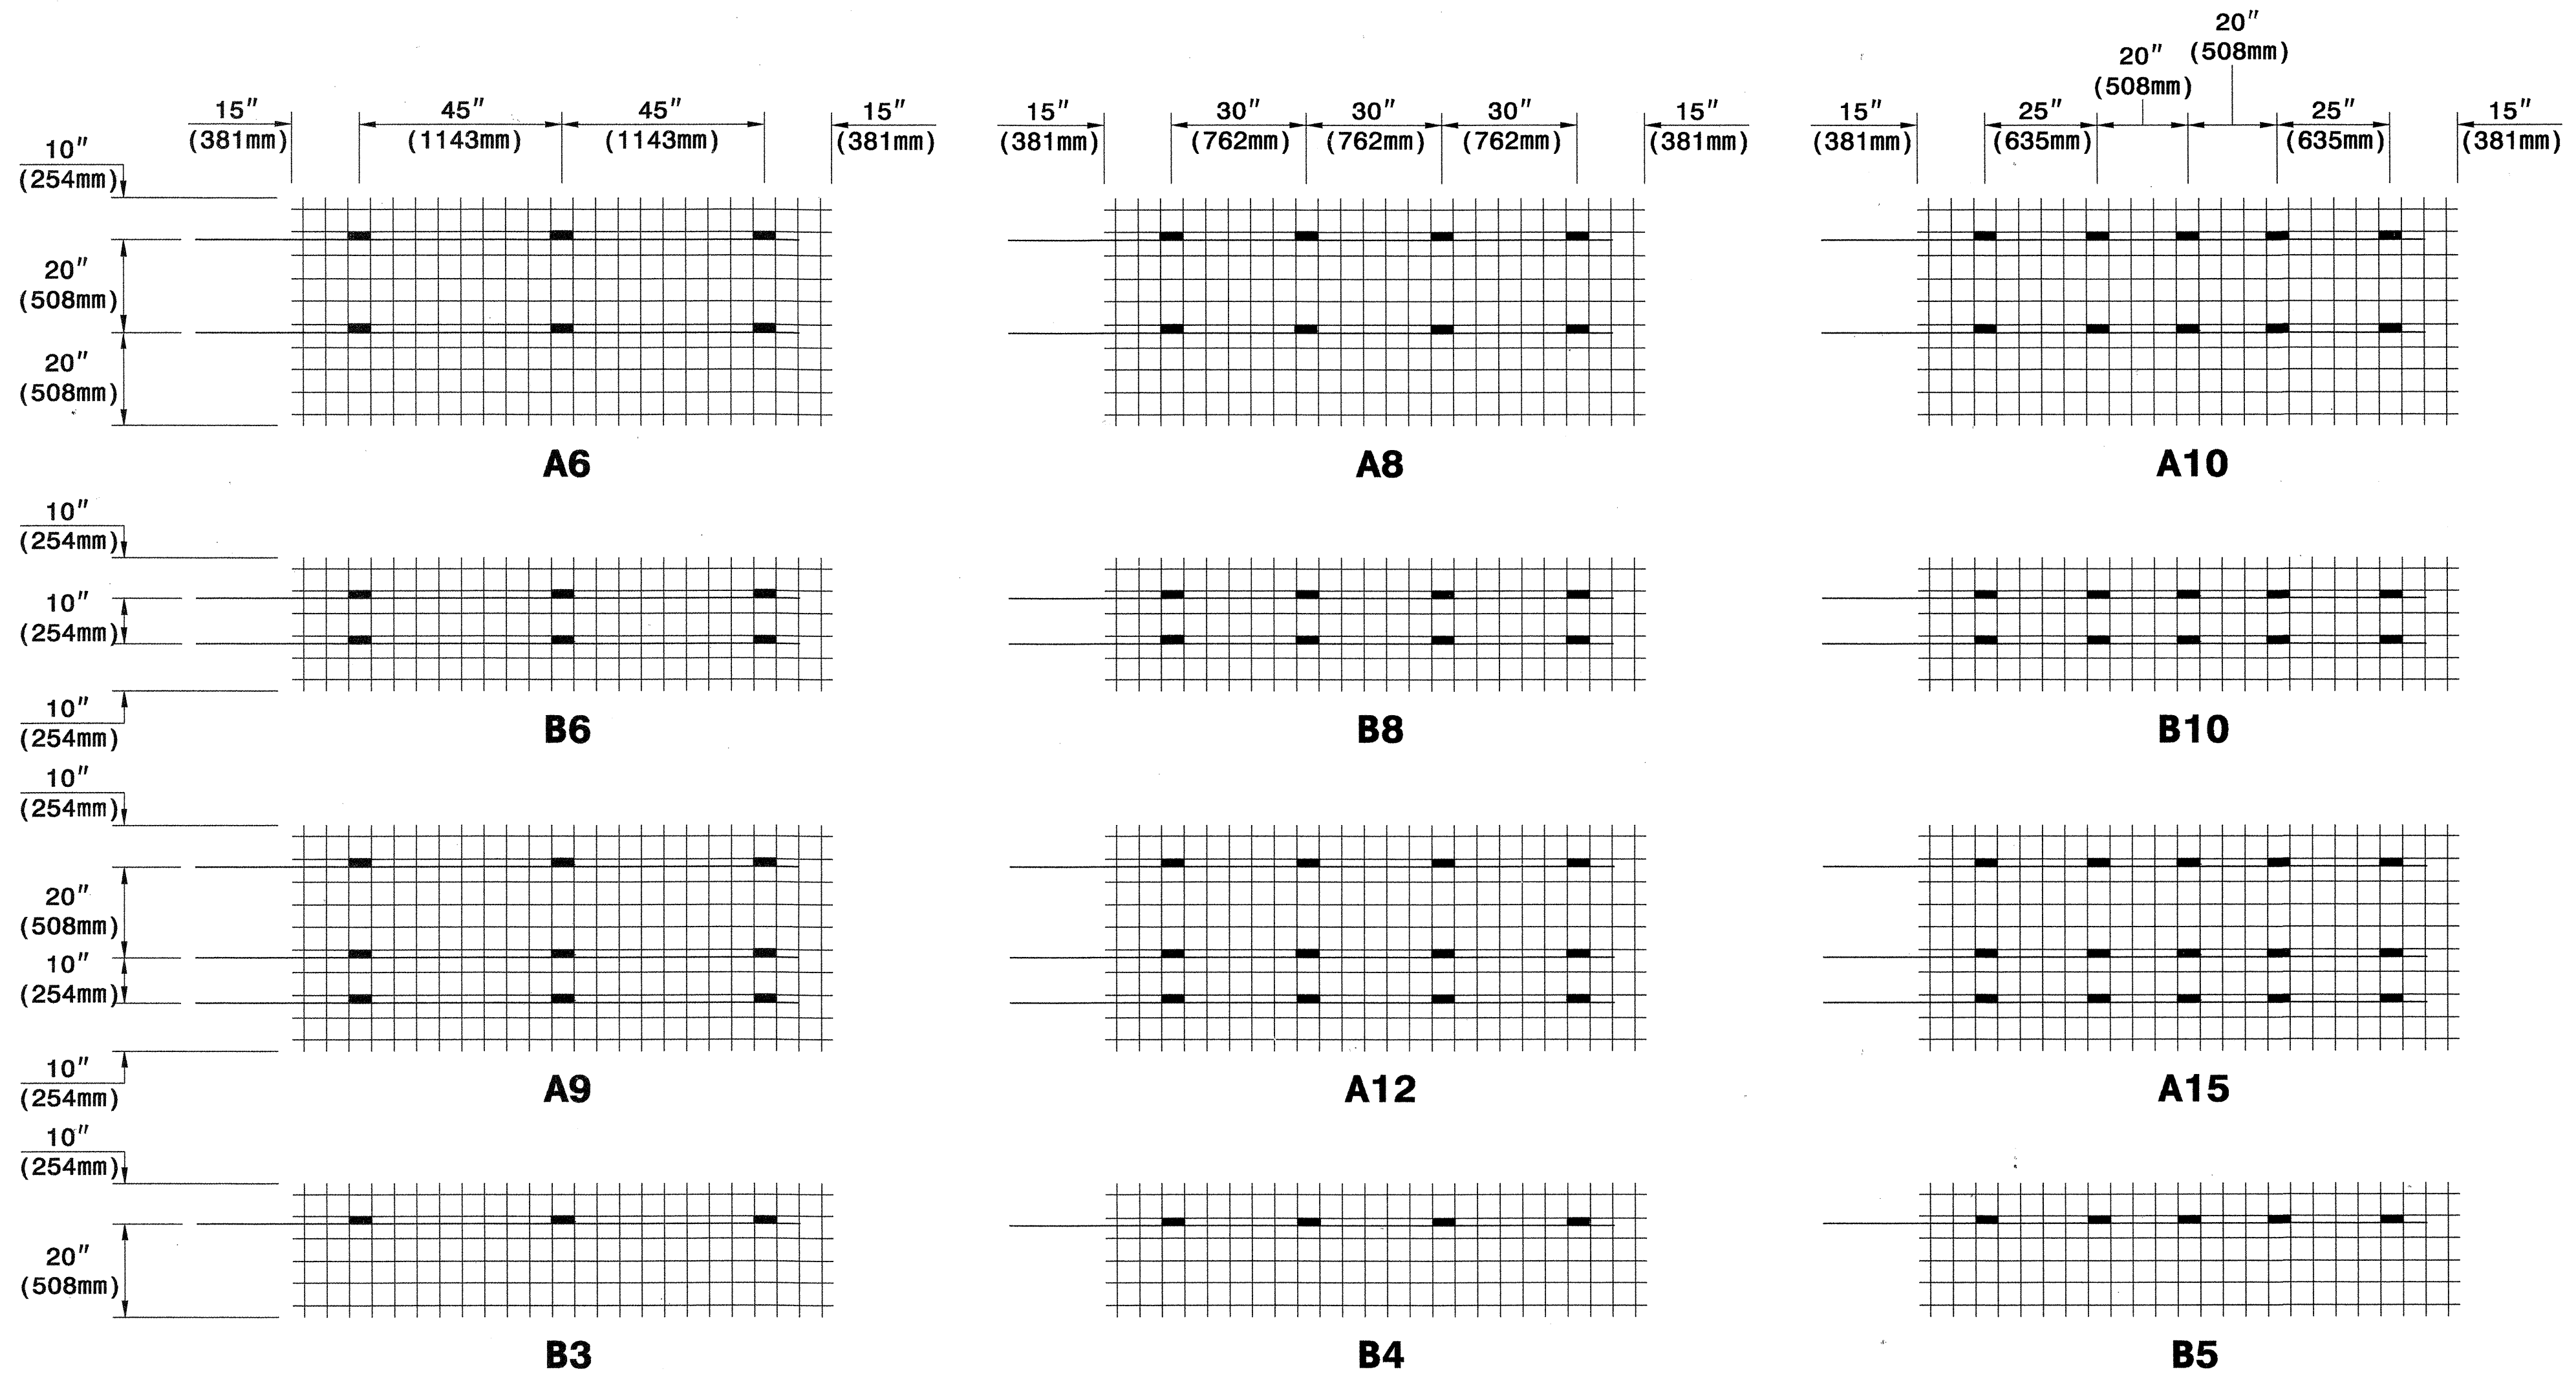 20″
(508mm)
20″
(508mm)
15″
(381mm)
45″
(1143mm)
45″
(1143mm)
15″
(381mm)
15″
(381mm)
30″
(762mm)
30″
(762mm)
30″
(762mm)
15″
(381mm)
15″
(381mm)
25″
(635mm)
25″
(635mm)
15″
(381mm)
10″
(254mm)
20″
(508mm)
20″
(508mm)
A6
A8
A10
10″
(254mm)
10″
(254mm)
10″
(254mm)
B6
B8
B10
10″
(254mm)
20″
(508mm)
10″
(254mm)
10″
(254mm)
A9
A12
A15
10″
(254mm)
20″
(508mm)
B3
B4
B5